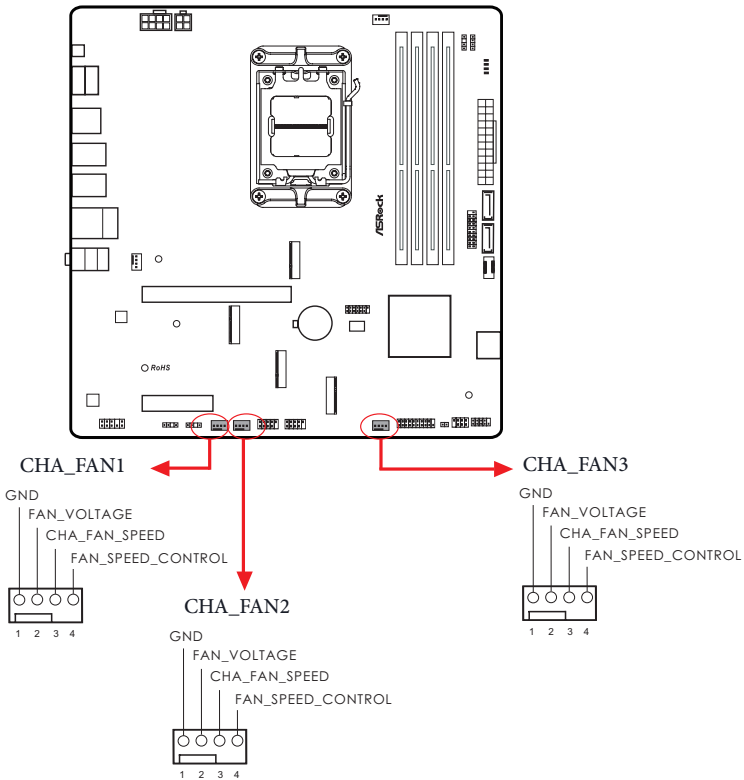 ASRock
RoHS
CHA_FAN1
GND
FAN_VOLTAGE
CHA_FAN_SPEED
FAN_SPEED_CONTROL
1 2 3 4
CHA_FAN2
GND
FAN_VOLTAGE
CHA_FAN_SPEED
FAN_SPEED_CONTROL
1 2 3 4
CHA_FAN3
GND
FAN_VOLTAGE
CHA_FAN_SPEED
FAN_SPEED_CONTROL
1 2 3 4